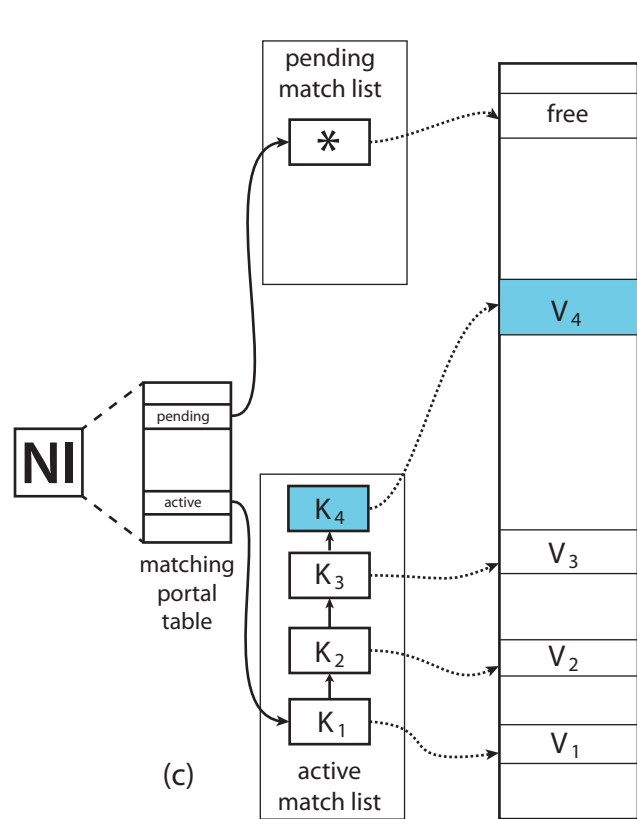 pending
match list
*
free
V4
NI
pending
active
matching
portal
table
K4
K3
V3
K2
V2
K1
V1
(c)
active
match list